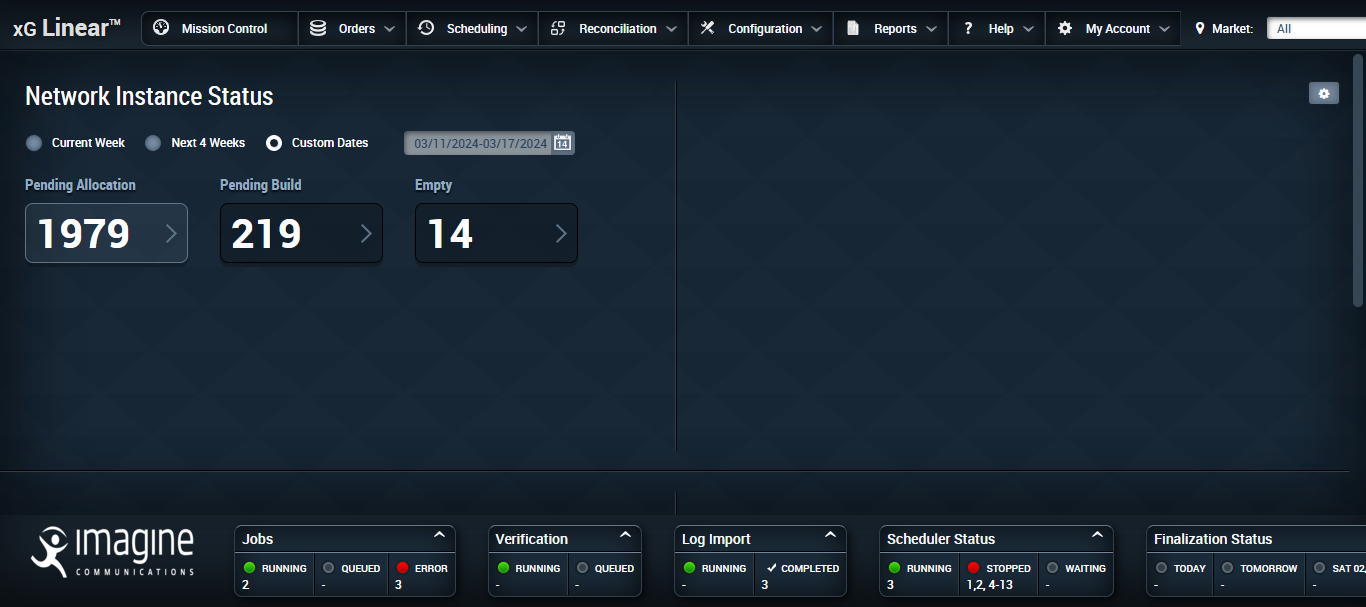 xG Linear™ Mission Control Orders Scheduling Reconciliation Configuration Reports ? Help My Account Market: All
Network Instance Status
Current Week Next 4 Weeks Custom Dates 03/11/2024-03/17/2024 14
Pending Allocation Pending Build Empty
1979 219 14
imagine
COMMUNICATIONS
Jobs Verification Log Import Scheduler Status Finalization Status
RUNNING QUEUED ERROR RUNNING QUEUED RUNNING COMPLETED RUNNING STOPPED WAITING TODAY TOMORROW SAT 02,
2 - 3 - - - 3 3 1,2, 4-13 - - - -